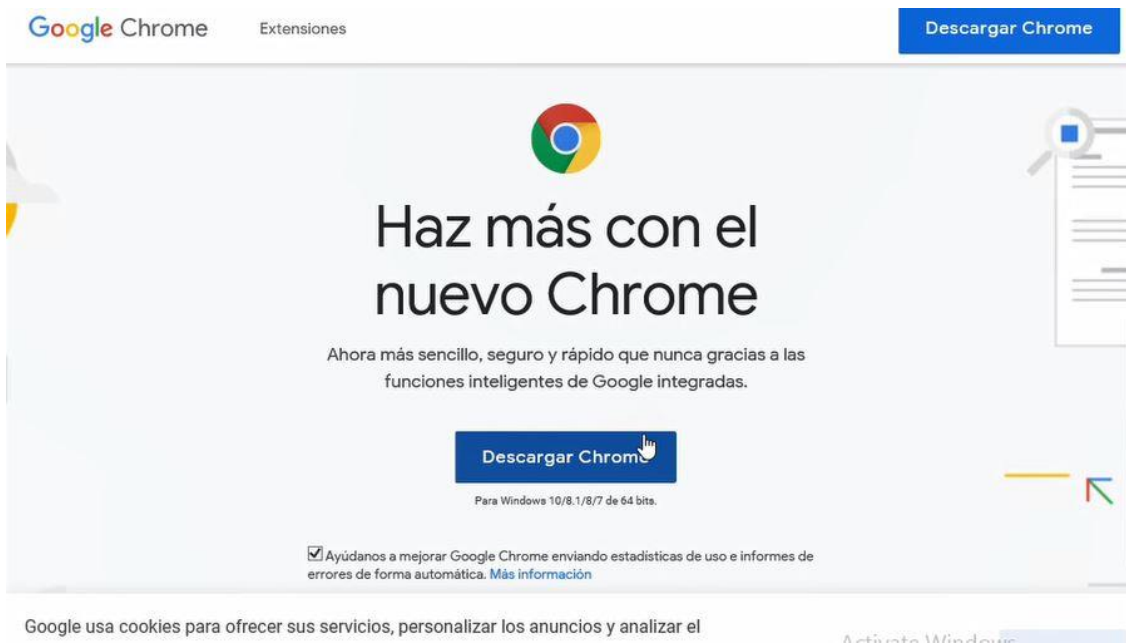 Google Chrome
Extensiones
Descargar Chrome
Haz más con el
nuevo Chrome
Ahora más sencillo, seguro y rápido que nunca gracias a las
funciones inteligentes de Google integradas.
Descargar Chrome
Para Windows 10/8.1/8/7 de 64 bits.
Ayúdanos a mejorar Google Chrome enviando estadísticas de uso e informes de
errores de forma automática. Más información
Google usa cookies para ofrecer sus servicios, personalizar los anuncios y analizar el
Activate Windows